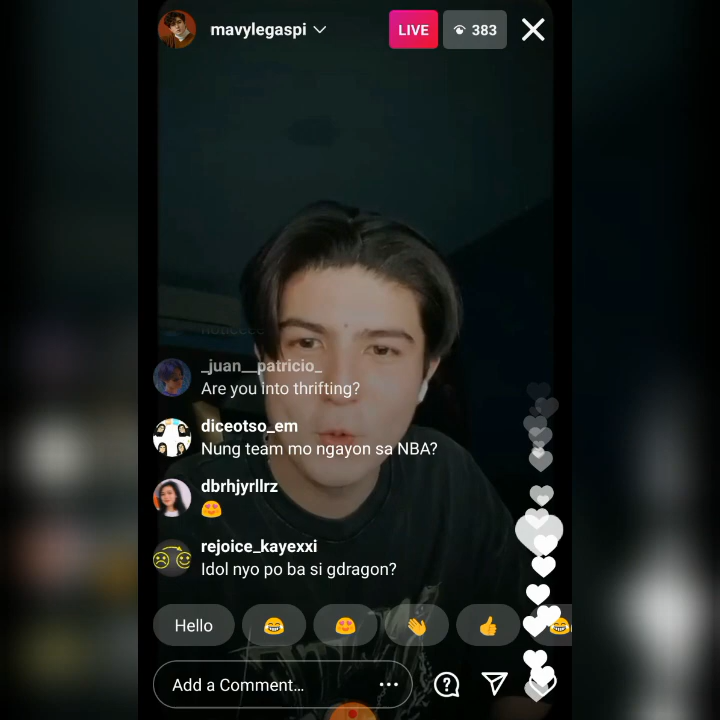 mavylegaspi
LIVE
383
_juan__patricio_
Are you into thrifting?
diceotso_em
Nung team mo ngayon sa NBA?
dbrhjyrllrz
😍
rejoice_kayexxi
Idol nyo po ba si gdragon?
Hello 😂 😍 👋 👍 😂
Add a Comment...